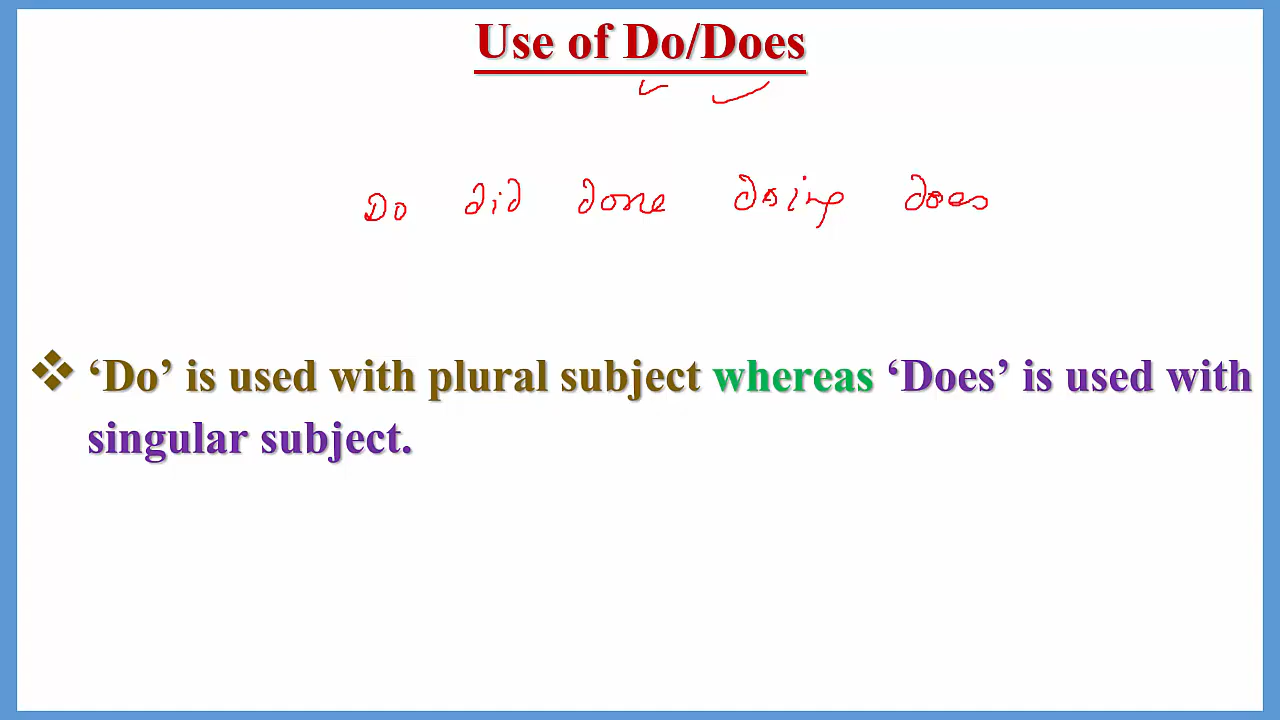 Use of Do/Does
Do did done doing does
❖ ‘Do’ is used with plural subject whereas ‘Does’ is used with
singular subject.